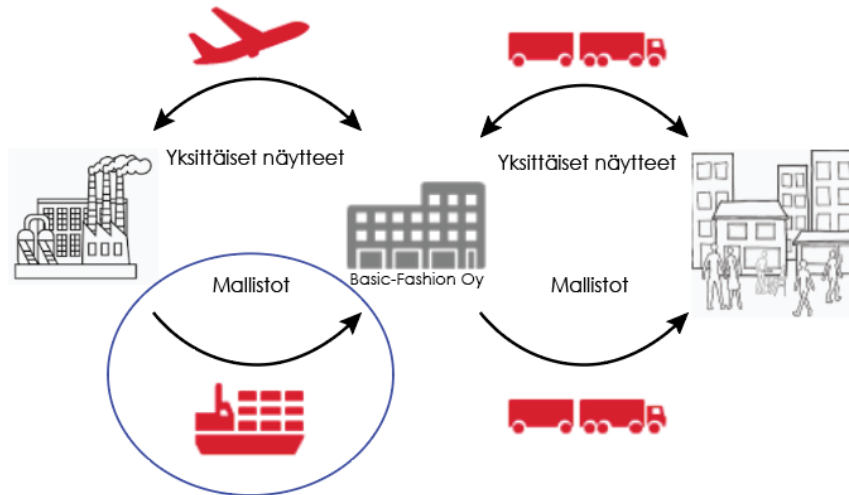 Yksittäiset näytteet
Yksittäiset näytteet
Basic-Fashion Oy
Mallistot
Mallistot